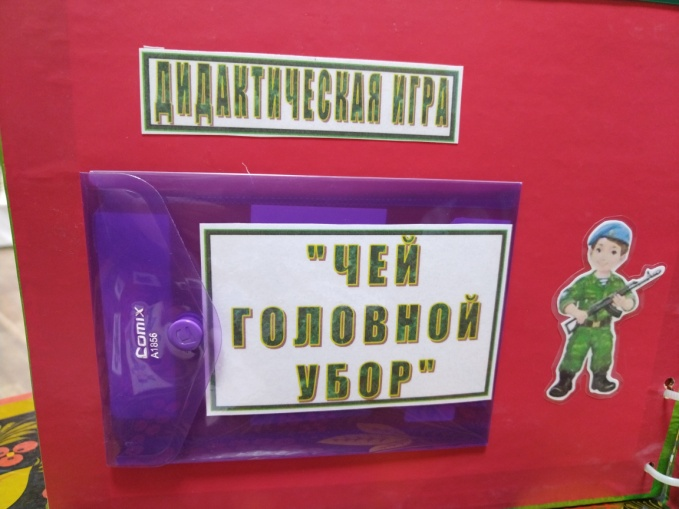 ДИДАКТИЧЕСКАЯ ИГРА
"ЧЕЙ
ГОЛОВНОЙ
УБОР"
comix
A1856